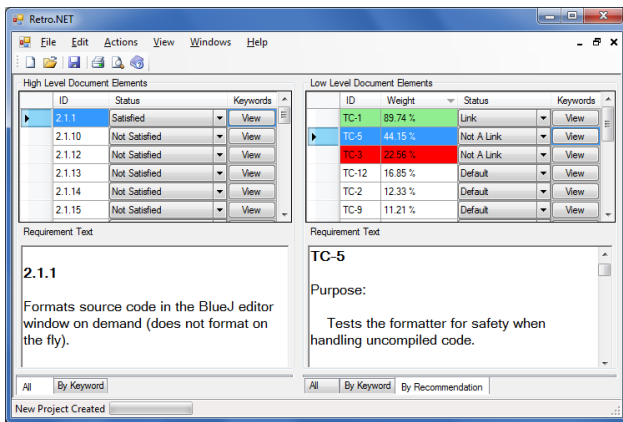 Retro.NET
File Edit Actions View Windows Help
High Level Document Elements
ID Status Keywords
2.1.1 Satisfied View
2.1.10 Not Satisfied View
2.1.12 Not Satisfied View
2.1.13 Not Satisfied View
2.1.14 Not Satisfied View
2.1.15 Not Satisfied View
Requirement Text
2.1.1
Formats source code in the BlueJ editor
window on demand (does not format on
the fly).
All By Keyword
Low Level Document Elements
ID Weight Status Keywords
TC-1 89.74 % Link View
TC-5 44.15 % Not A Link View
TC-3 22.56 % Not A Link View
TC-12 16.85 % Default View
TC-2 12.33 % Default View
TC-9 11.21 % Default View
Requirement Text
TC-5
Purpose:
Tests the formatter for safety when
handling uncompiled code.
All By Keyword By Recommendation
New Project Created